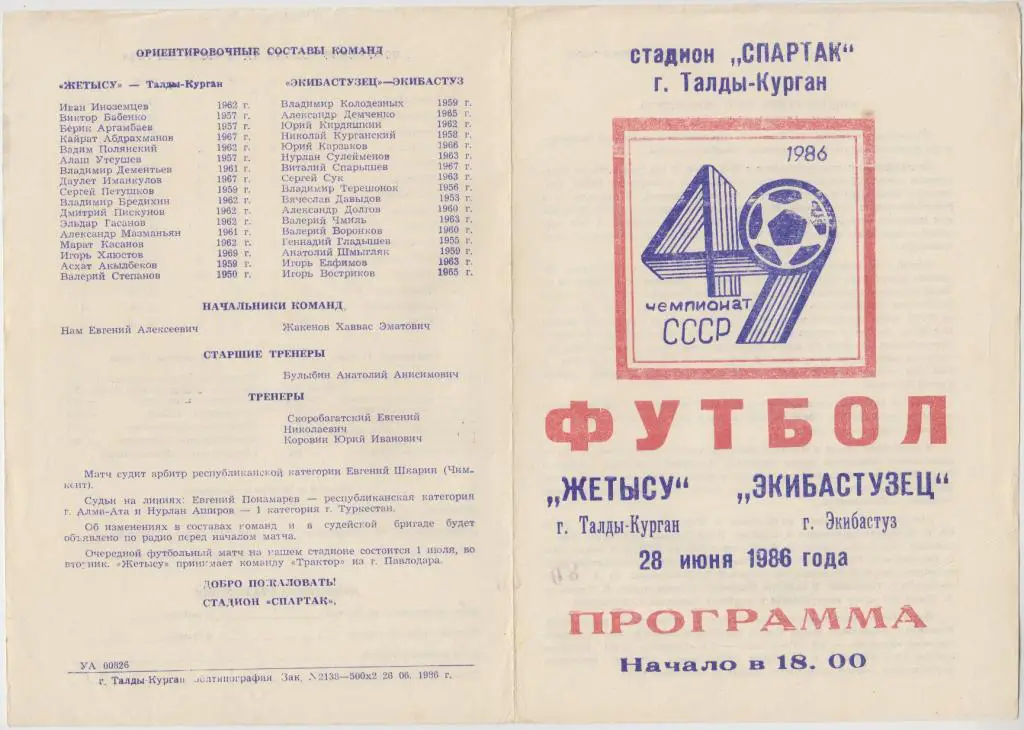 ОРИЕНТИРОВОЧНЫЕ СОСТАВЫ КОМАНД
«ЖЕТЫСУ» — Талды-Курган
Иван Иноземцев 1962 г.
Виктор Бабенко 1957 г.
Берик Аргамбаев 1957 г.
Кайрат Абдрахманов 1967 г.
Вадим Полянский 1962 г.
Алаш Утеушев 1957 г.
Владимир Дементьев 1961 г.
Даулет Иманкулов 1967 г.
Сергей Петушков 1959 г.
Владимир Бредихин 1962 г.
Дмитрий Пискунов 1962 г.
Эльдар Гасанов 1962 г.
Александр Мазманьян 1961 г.
Марат Касанов 1962 г.
Игорь Хлюстов 1969 г.
Асхат Акылбеков 1959 г.
Валерий Степанов 1950 г.
«ЭКИБАСТУЗЕЦ»—ЭКИБАСТУЗ
Владимир Колодезных 1959 г.
Александр Демченко 1965 г.
Юрий Кирдяшкин 1962 г.
Николай Курганский 1958 г.
Юрий Карзаков 1966 г.
Нурлан Сулейменов 1963 г.
Виталий Спарышев 1967 г.
Сергей Сук 1963 г.
Владимир Терешонок 1956 г.
Вячеслав Давыдов 1953 г.
Александр Долгов 1960 г.
Валерий Чмиль 1963 г.
Валерий Воронков 1960 г.
Геннадий Гладышев 1955 г.
Анатолий Шмыгляк 1959 г.
Игорь Евфимов 1963 г.
Игорь Востриков 1965 г.
НАЧАЛЬНИКИ КОМАНД
Нам Евгений Алексеевич Жакенов Хаввас Эматович
СТАРШИЕ ТРЕНЕРЫ
Булыбин Анатолий Анисимович
ТРЕНЕРЫ
Скоробагатский Евгений
Николаевич
Коровин Юрий Иванович
Матч судит арбитр республиканской категории Евгений Шкарин (Чим-
кент).
Судьи на линиях: Евгений Понамарев — республиканская категория
г. Алма-Ата и Нурлан Аширов — 1 категория г. Туркестан.
Об изменениях в составах команд и в судейской бригаде будет
объявлено по радио перед началом матча.
Очередной футбольный матч на нашем стадионе состоится 1 июля, во
вторник. «Жетысу» принимает команду «Трактор» из г. Павлодара.
ДОБРО ПОЖАЛОВАТЬ!
СТАДИОН «СПАРТАК».
УА 00826
г. Талды-Курган Зак. №2138—500х2 26 06. 1986 г.
стадион „СПАРТАК"
г. Талды-Курган
1986
49
чемпионат
СССР
ФУТБОЛ
„ЖЕТЫСУ" „ЭКИБАСТУЗЕЦ"
г. Талды-Курган г. Экибастуз
28 июня 1986 года
ПРОГРАММА
Начало в 18. 00